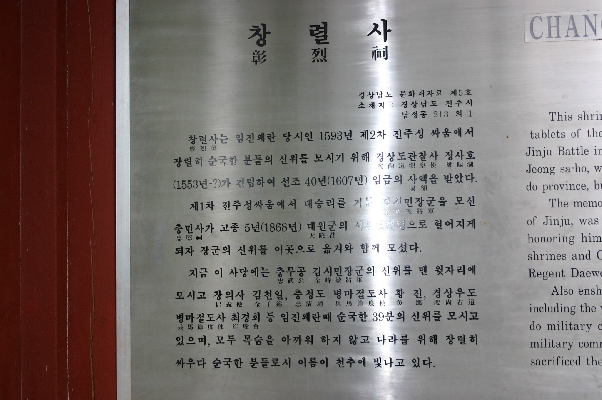 창 렬 사
彰 烈 祠
경상남도 문화재자료 제5호
소재지 : 경상남도 진주시
남성동 213 의 1
창렬사는 임진왜란 당시인 1593년 제2차 진주성 싸움에서
장렬히 순국한 분들의 신위를 모시기 위해 경상도관찰사 정사호
(1553년-?)가 건립하여 선조 40년(1607년) 임금의 사액을 받았다.
제1차 진주성싸움에서 대승리를 거둔 김시민장군을 모신
충민사가 고종 5년(1868년) 대원군의 으로 헐어지게
되자 장군의 신위를 이곳으로 옮겨와 함께 모셨다.
지금 이 사당에는 충무공 김시민장군의 신위를 맨 윗자리에
모시고 창의사 김천일, 충청도 병마절도사 황 진, 경상우도
병마절도사 최경회 등 임진왜란때 순국한 39분의 신위를 모시고
있으며, 모두 목숨을 아끼워 하지 않고 나라를 위해 장렬히
싸우다 순국한 분들로서 이름이 천추에 빛나고 있다.
CHANG
This shrin
tablets of the
Jinju Battle in
Jeong sa-ho, w
do province, bu
The memo
of Jinju, was
honoring him
shrines and C
Regent Daew
Also ensh
including the
do military c
military comm
sacrificed the